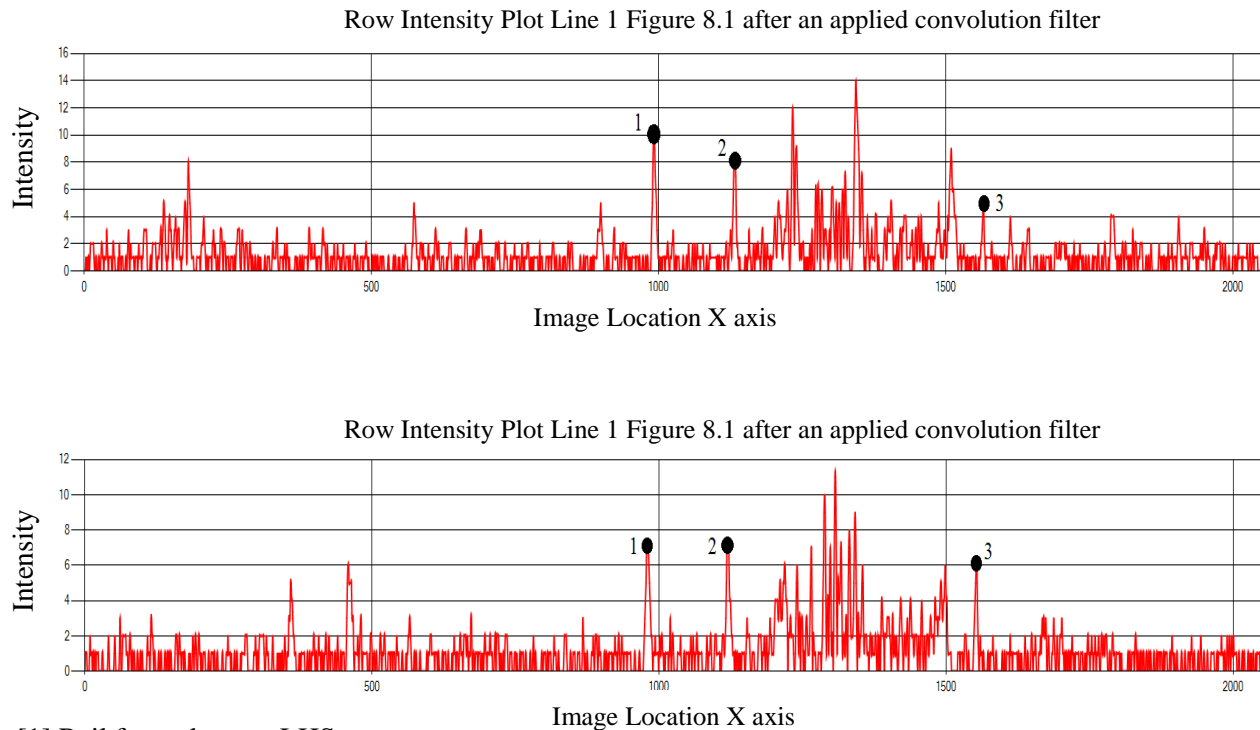 Row Intensity Plot Line 1 Figure 8.1 after an applied convolution filter
16
14
12
10
8
6
4
2
0
Intensity
1
2
3
0 500 1000 1500 2000
Image Location X axis
Row Intensity Plot Line 1 Figure 8.1 after an applied convolution filter
12
10
8
6
4
2
0
Intensity
1
2
3
0 500 1000 1500 2000
Image Location X axis